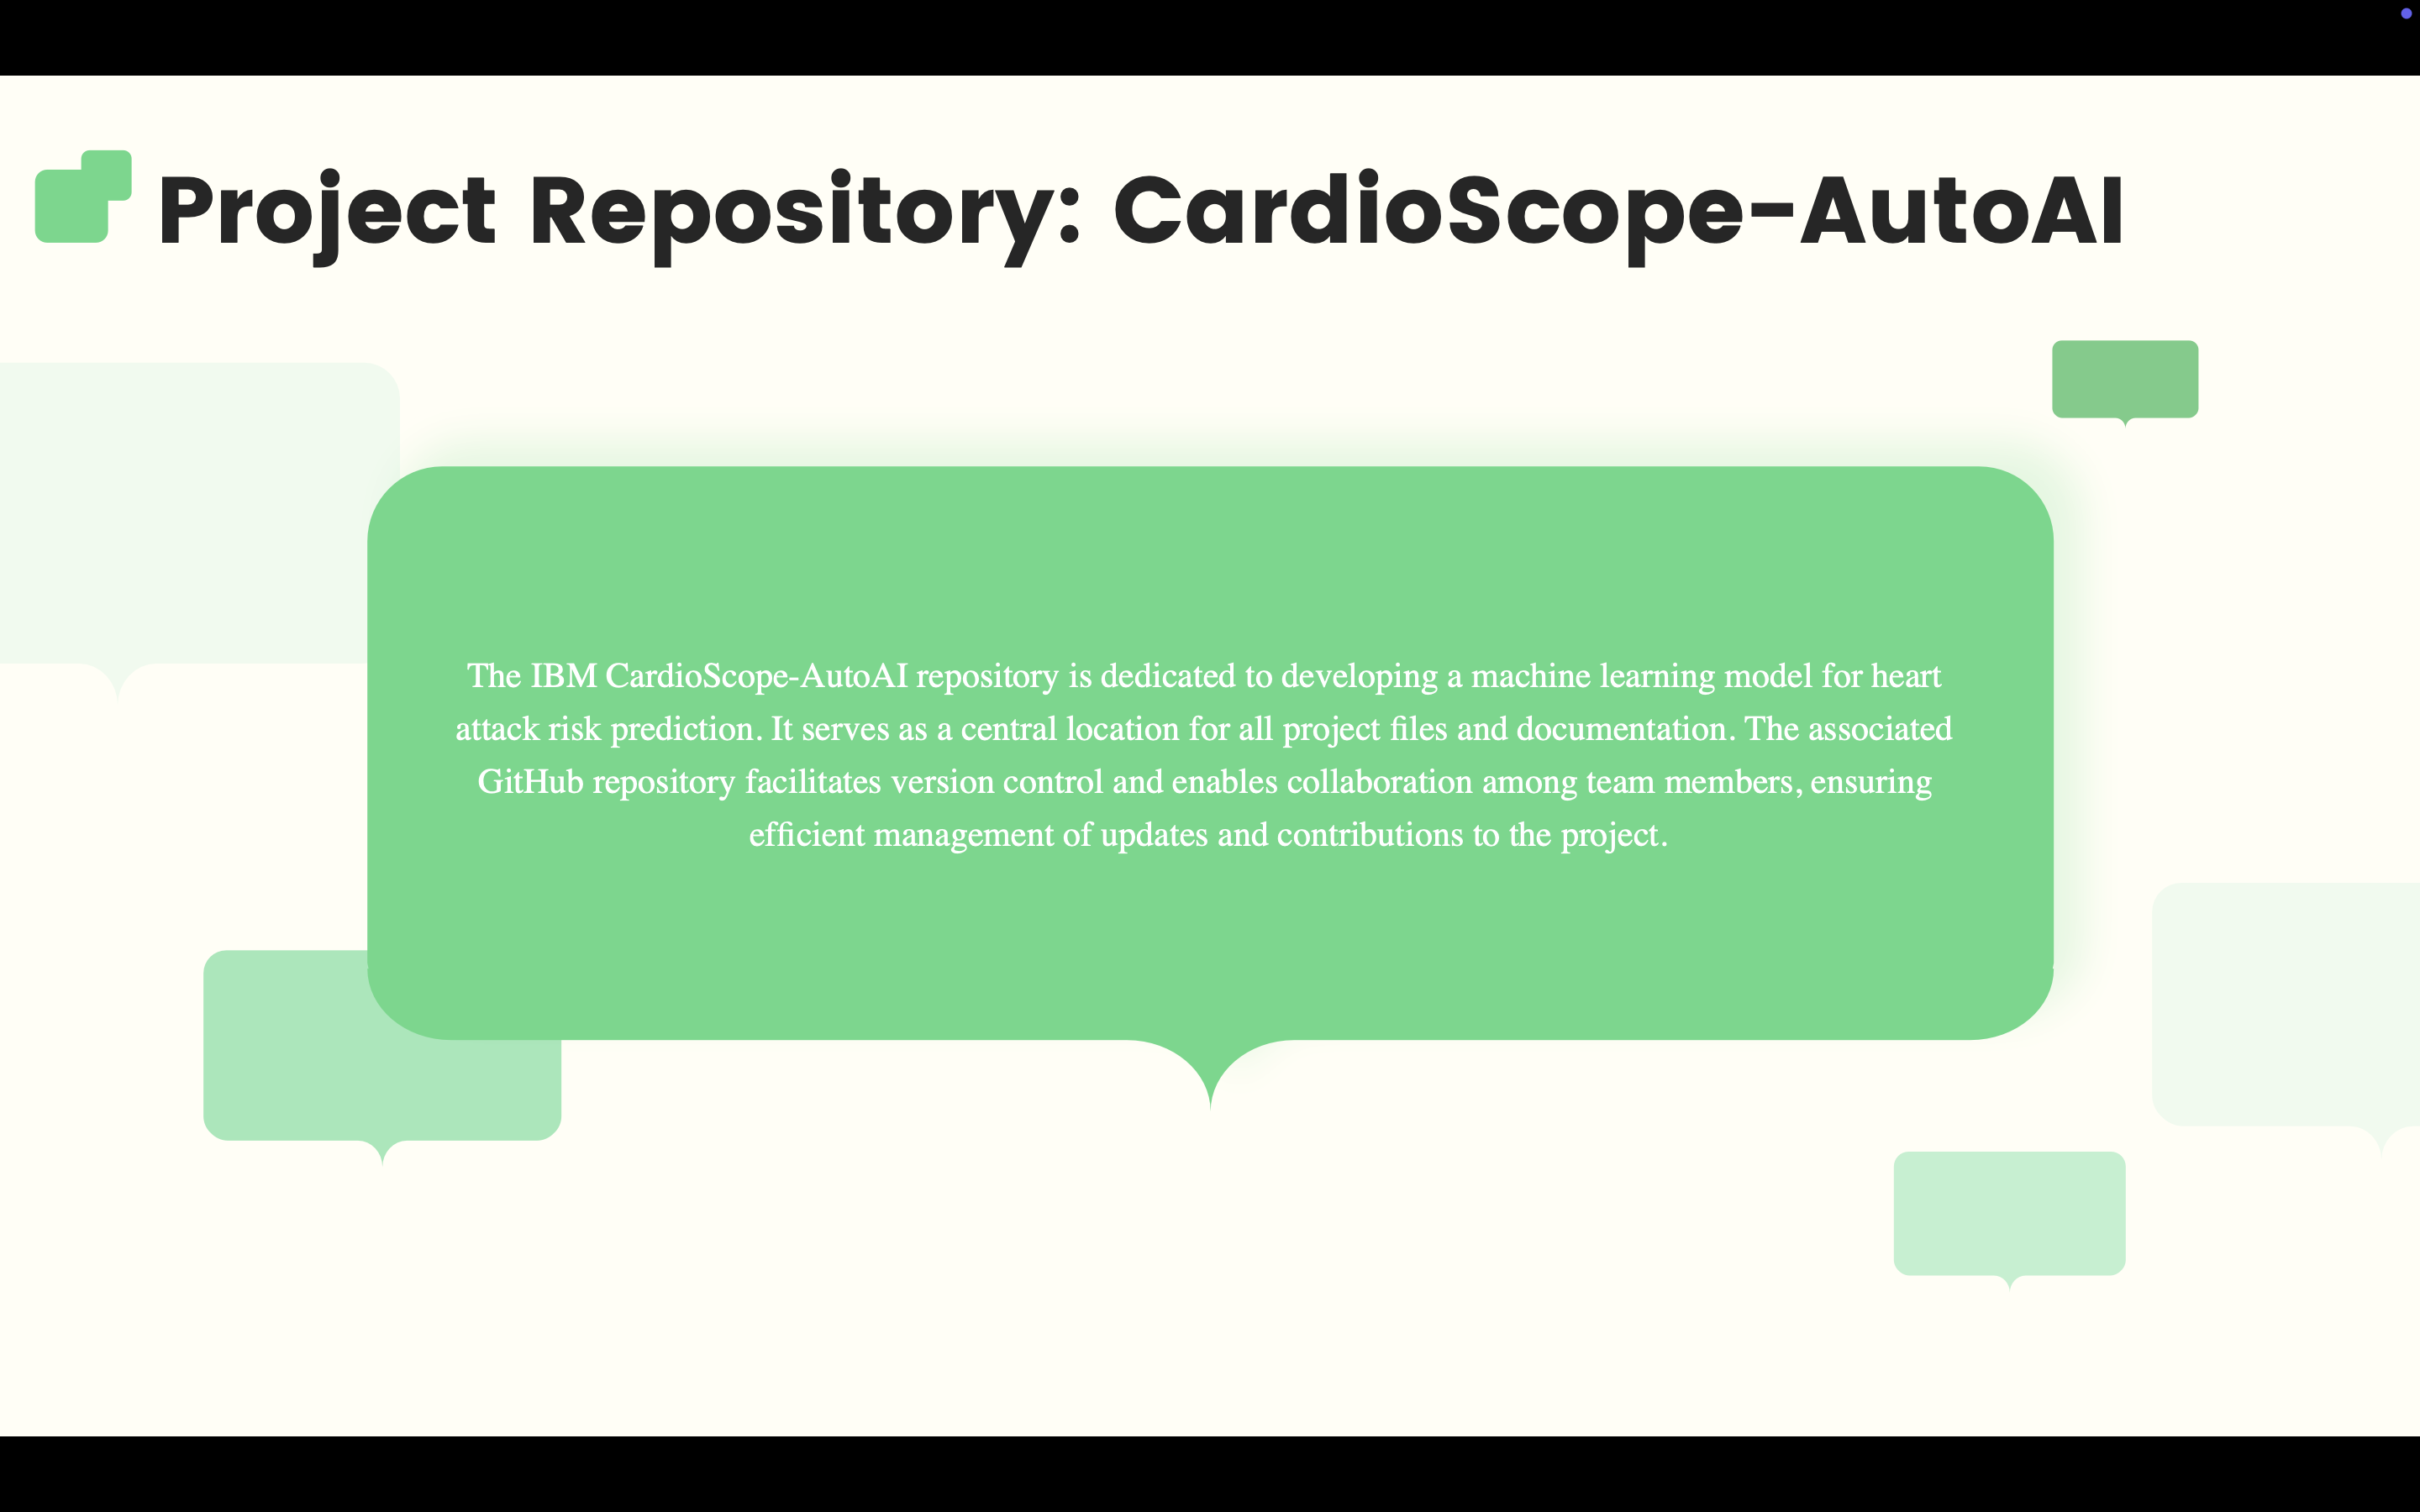 Project Repository: CardioScope-AutoAI
The IBM CardioScope-AutoAI repository is dedicated to developing a machine learning model for heart
attack risk prediction. It serves as a central location for all project files and documentation. The associated
GitHub repository facilitates version control and enables collaboration among team members, ensuring
efficient management of updates and contributions to the project.